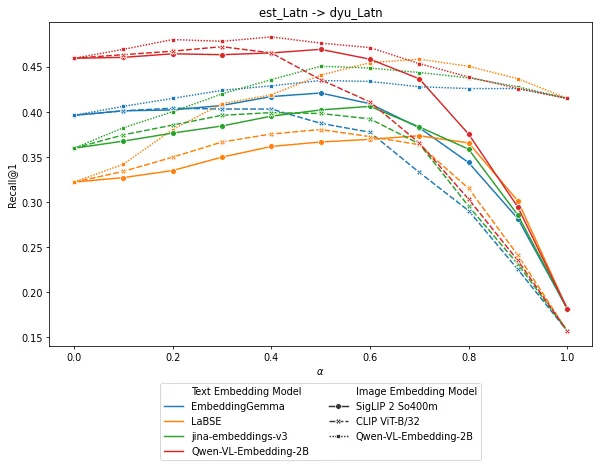 est_Latn -> dyu_Latn
Recall@1
0.45
0.40
0.35
0.30
0.25
0.20
0.15
0.0 0.2 0.4 0.6 0.8 1.0
α
Text Embedding Model
EmbeddingGemma
LaBSE
jina-embeddings-v3
Qwen-VL-Embedding-2B
Image Embedding Model
SigLIP 2 So400m
CLIP ViT-B/32
Qwen-VL-Embedding-2B